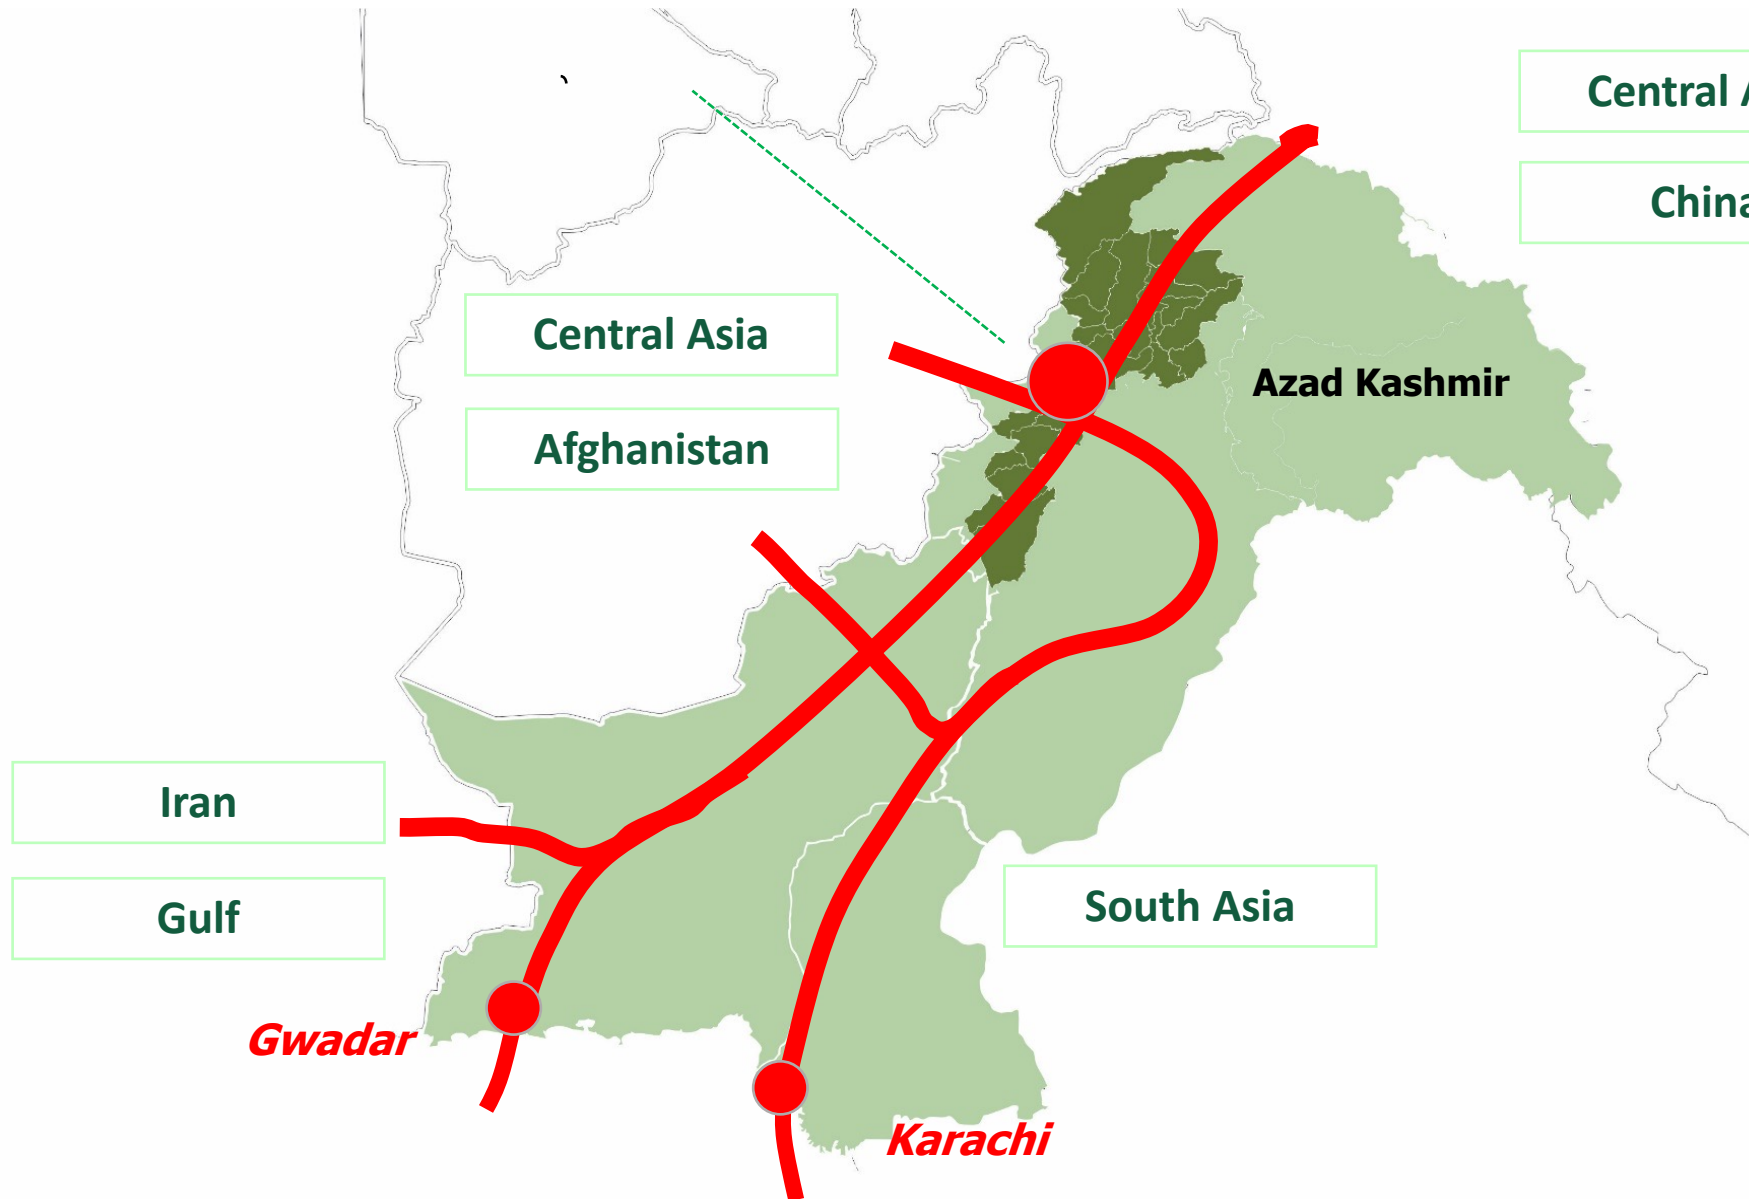 Central
China
Central Asia
Afghanistan
Azad Kashmir
Iran
Gulf
South Asia
Gwadar
Karachi